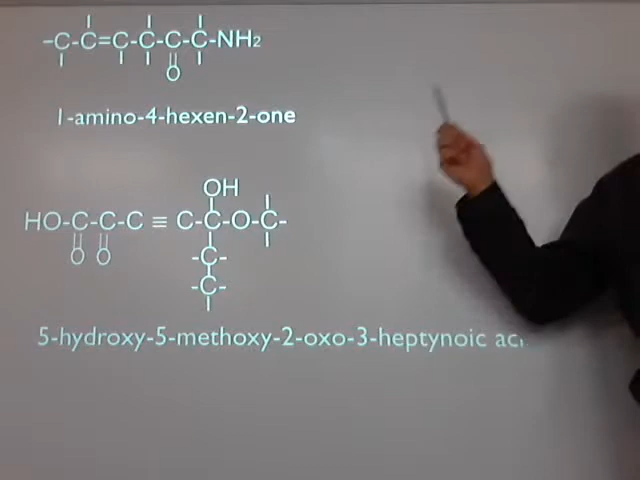 -C-C=C-C-C-C-NH₂
O
1-amino-4-hexen-2-one
OH
HO-C-C-C ≡ C-C-O-C-
O O
-C-
-C-
5-hydroxy-5-methoxy-2-oxo-3-heptynoic